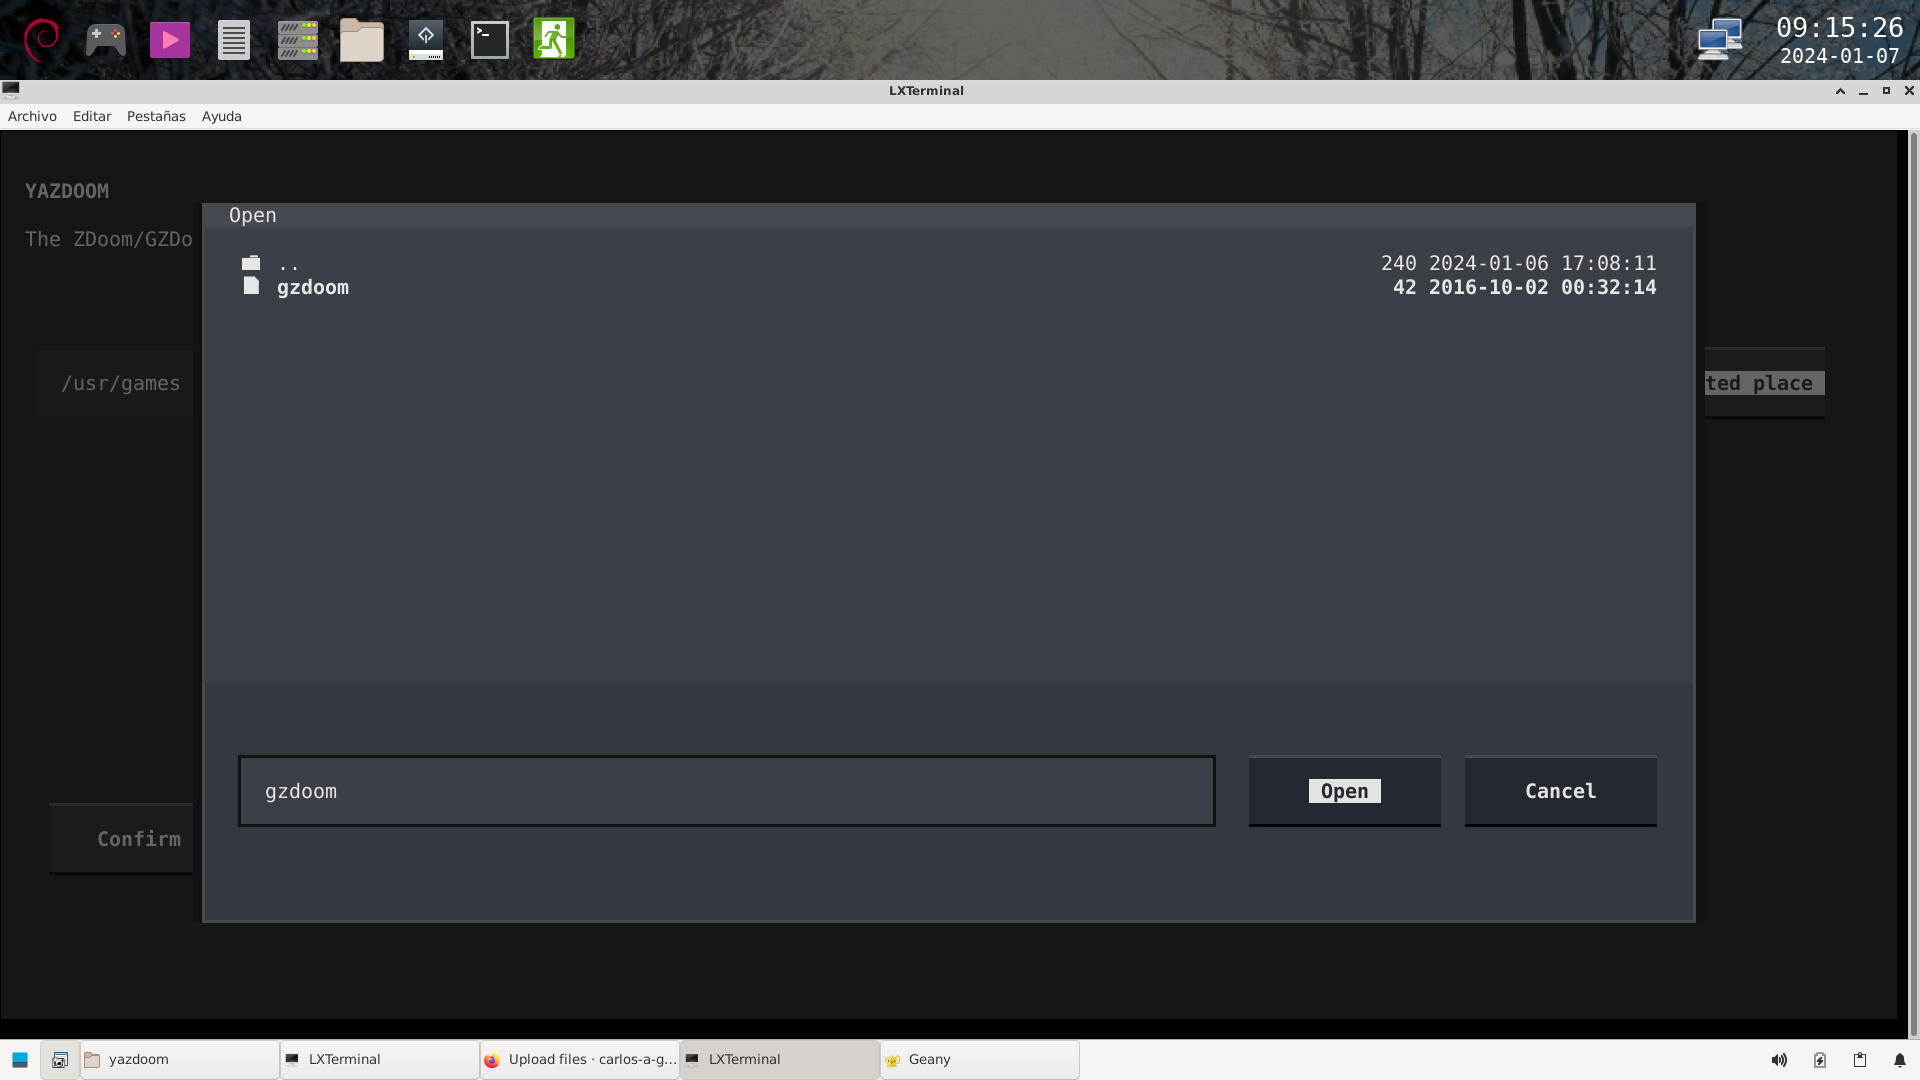 09:15:26
2024-01-07
LXTerminal
Archivo Editar Pestañas Ayuda
YAZDOOM
The ZDoom/GZDo
Open
.. 240 2024-01-06 17:08:11
gzdoom 42 2016-10-02 00:32:14
/usr/games
ted place
gzdoom
Open
Cancel
Confirm
yazdoom
LXTerminal
Upload files · carlos-a-g...
LXTerminal
Geany